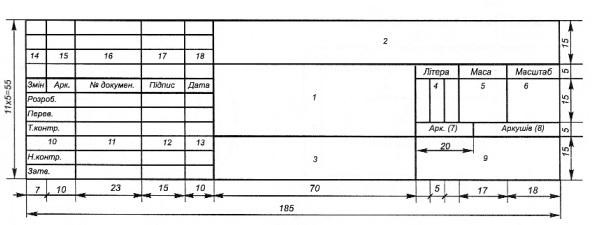 2
15
14 15 16 17 18
11x5=55
Літера Маса Масштаб
5
Змін Арк. № докумен. Підпис Дата
1
4 5 6
15
Розроб.
Перев.
Т.контр.
Арк. (7) Аркушів (8)
5
10 11 12 13
20
15
3
9
Н.контр.
Затв.
7 10 23 15 10 70 5 17 18
185